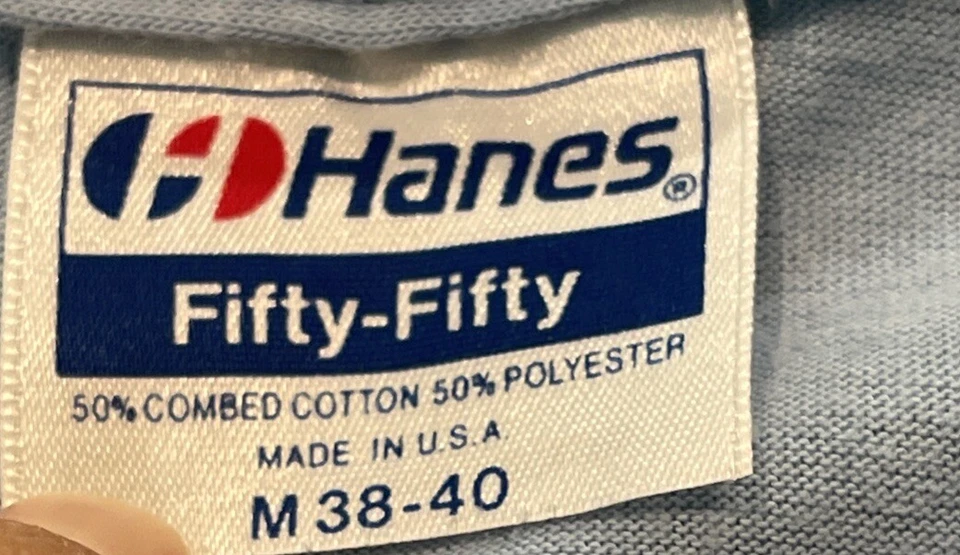 Hanes®
Fifty-Fifty
50% COMBED COTTON 50% POLYESTER
MADE IN U.S.A.
M 38-40